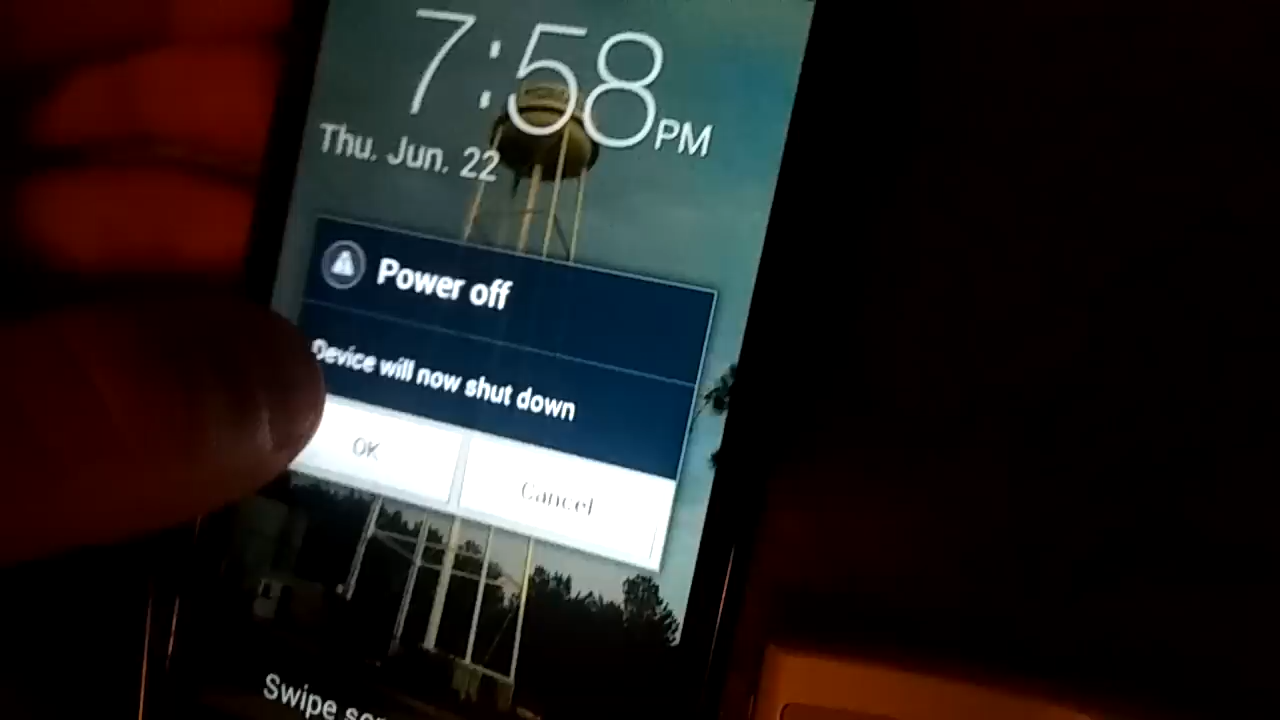 7:58PM
Thu. Jun. 22
Power off
Device will now shut down
OK
Cancel
Swipe